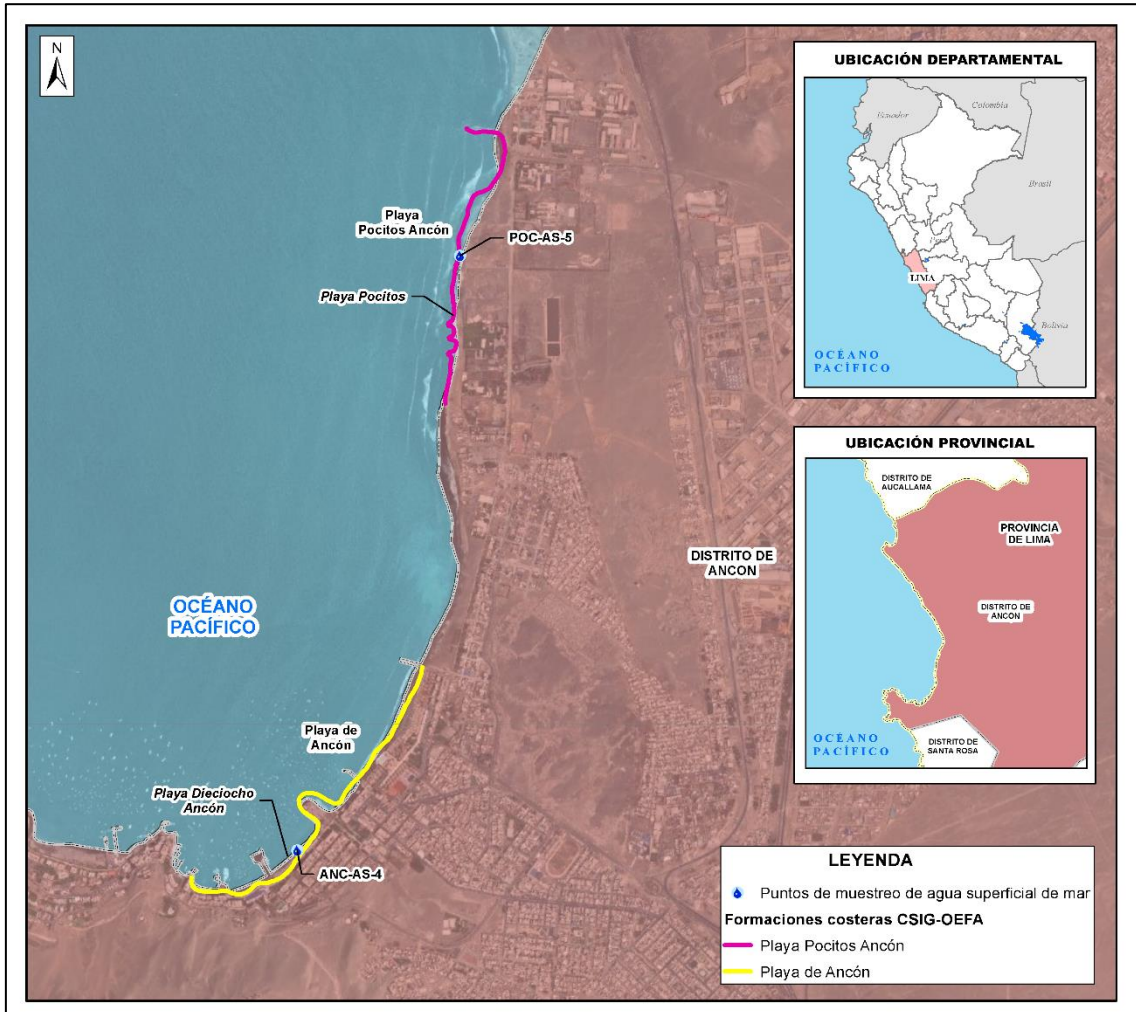 N
Playa
Pocitos Ancón
POC-AS-5
Playa Pocitos
DISTRITO DE
ANCON
OCÉANO
PACÍFICO
Playa de
Ancón
Playa Dieciocho
Ancón
ANC-AS-4
UBICACIÓN DEPARTAMENTAL
Ecuador
Colombia
Brasil
LIMA
Bolivia
OCÉANO
PACÍFICO
UBICACIÓN PROVINCIAL
DISTRITO DE
AUCALLAMA
PROVINCIA
DE LIMA
DISTRITO DE
ANCON
OCÉANO
PACÍFICO
DISTRITO DE
SANTA ROSA
LEYENDA
Puntos de muestreo de agua superficial de mar
Formaciones costeras CSIG-OEFA
Playa Pocitos Ancón
Playa de Ancón